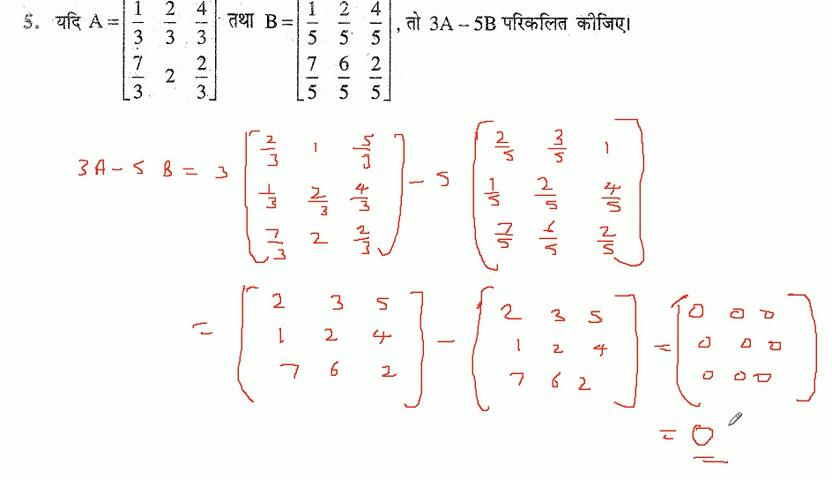 1/3 2/3 4/3 1/5 2/5 4/5
5. यदि A = तथा B = , तो 3A – 5B परिकलित कीजिए।
7/3 2 2/3 7/5 6/5 2/5
2/3 1 5/3 2/5 3/5 1
3A – 5 B = 3 [ 1/3 2/3 4/3 ] – 5 [ 1/5 2/5 4/5 ]
7/3 2 2/3 7/5 6/5 2/5
2 3 5 2 3 5 0 0 0
= [ 1 2 4 ] – [ 1 2 4 ] = [ 0 0 0 ]
7 6 2 7 6 2 0 0 0
= 0